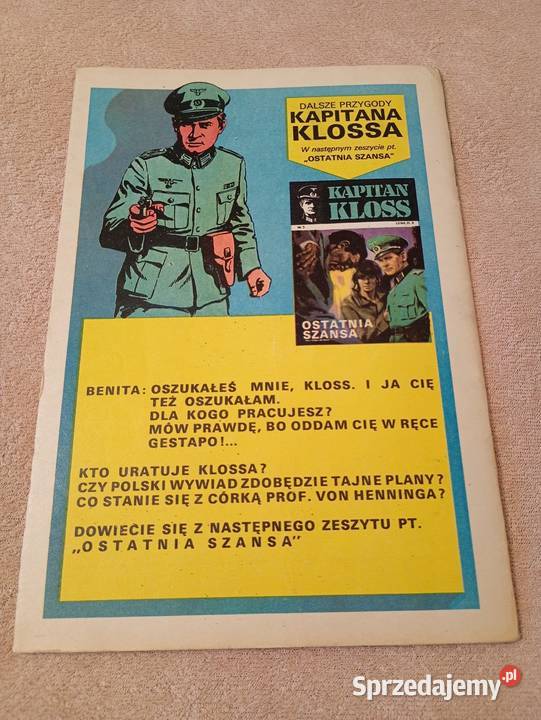 DALSZE PRZYGODY
KAPITANA
KLOSSA
W następnym zeszycie pt.
„OSTATNIA SZANSA"
KAPITAN
KLOSS
OSTATNIA
SZANSA
BENITA: OSZUKAŁEŚ MNIE, KLOSS. I JA CIĘ
TEŻ OSZUKAŁAM.
DLA KOGO PRACUJESZ?
MÓW PRAWDĘ, BO ODDAM CIĘ W RĘCE
GESTAPO!...
KTO URATUJE KLOSSA?
CZY POLSKI WYWIAD ZDOBĘDZIE TAJNE PLANY?
CO STANIE SIĘ Z CÓRKĄ PROF. VON HENNINGA?
DOWIECIE SIĘ Z NASTĘPNEGO ZESZYTU PT.
„OSTATNIA SZANSA"
Sprzedajemy.pl